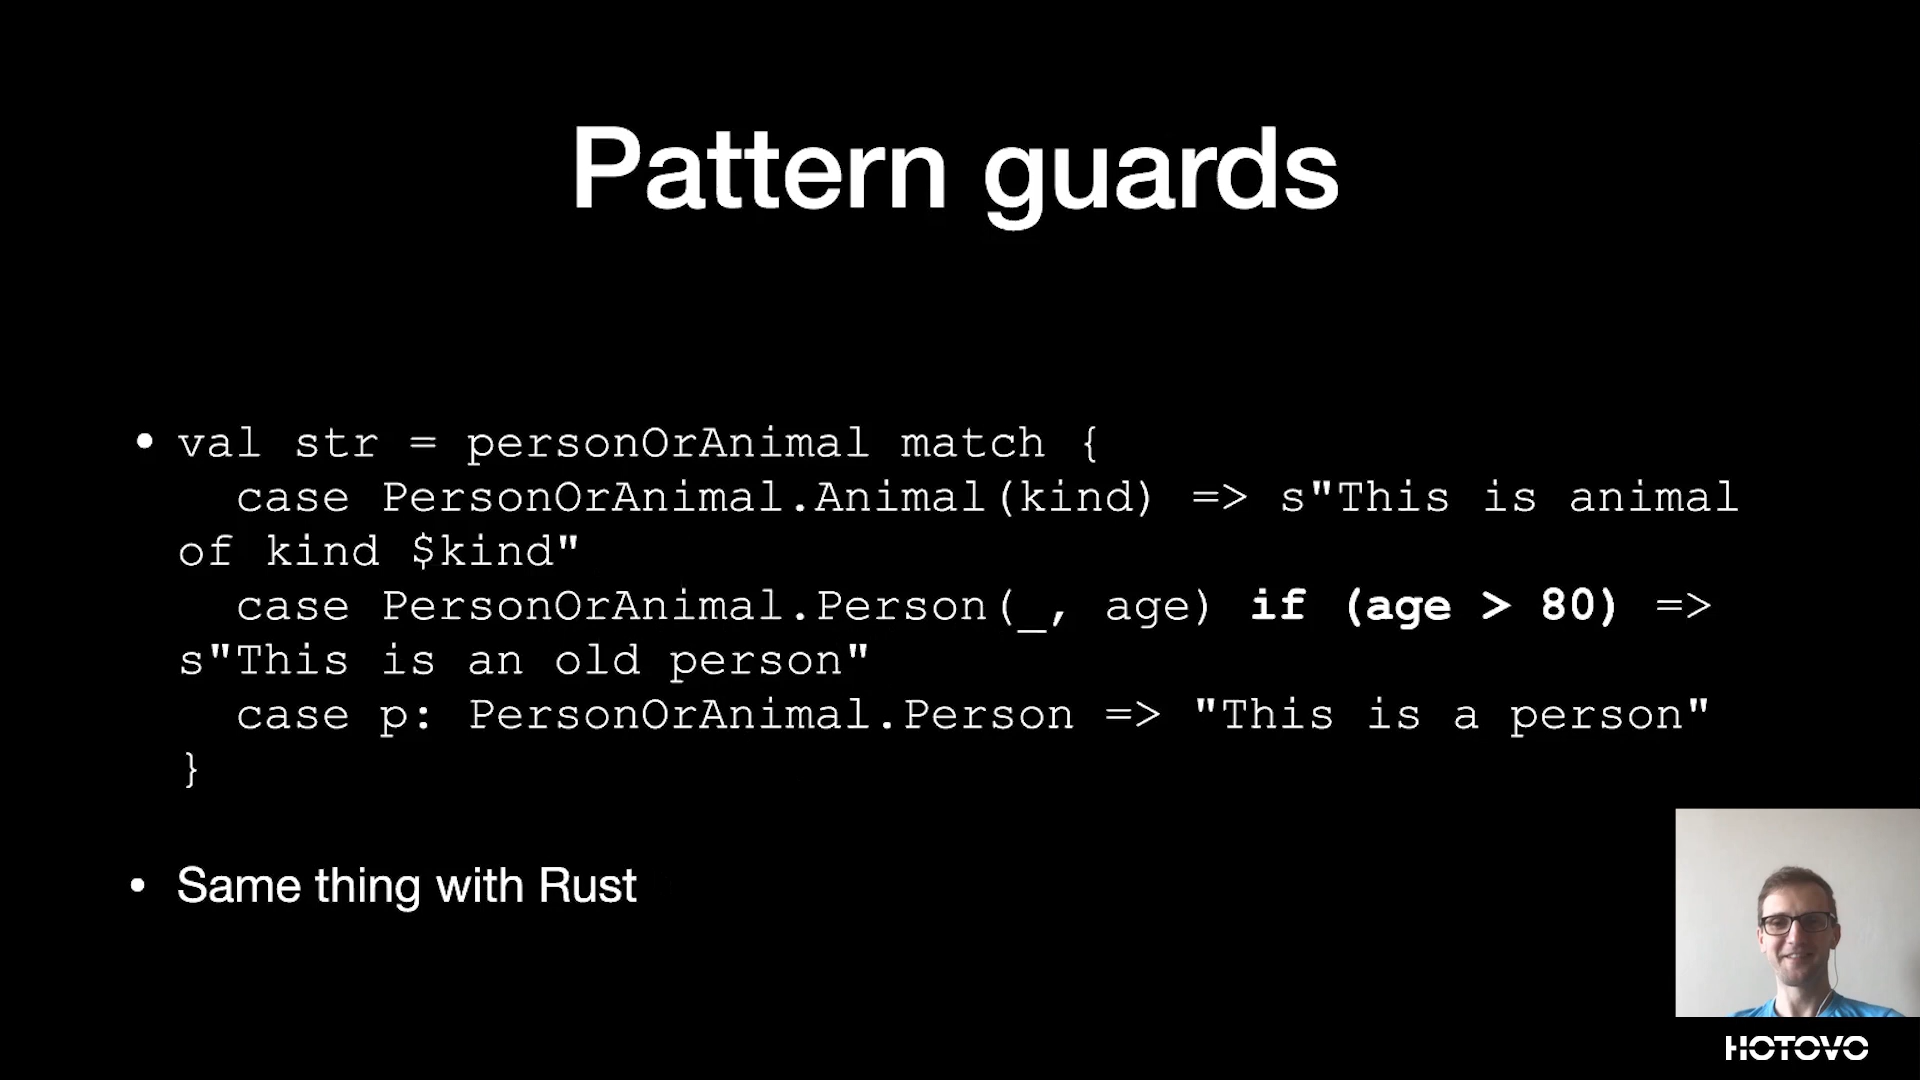 Pattern guards
• val str = personOrAnimal match {
case PersonOrAnimal.Animal(kind) => s"This is animal
of kind $kind"
case PersonOrAnimal.Person(_, age) if (age > 80) =>
s"This is an old person"
case p: PersonOrAnimal.Person => "This is a person"
}
• Same thing with Rust
HOTOVO